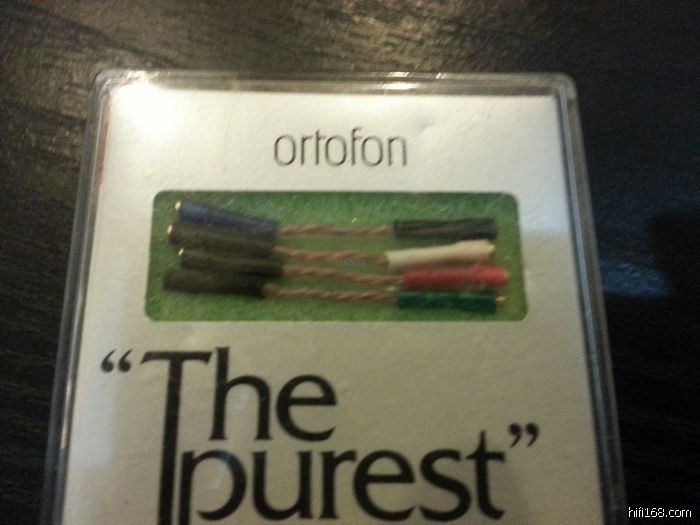 ortofon
“The
purest”
hifi168.com